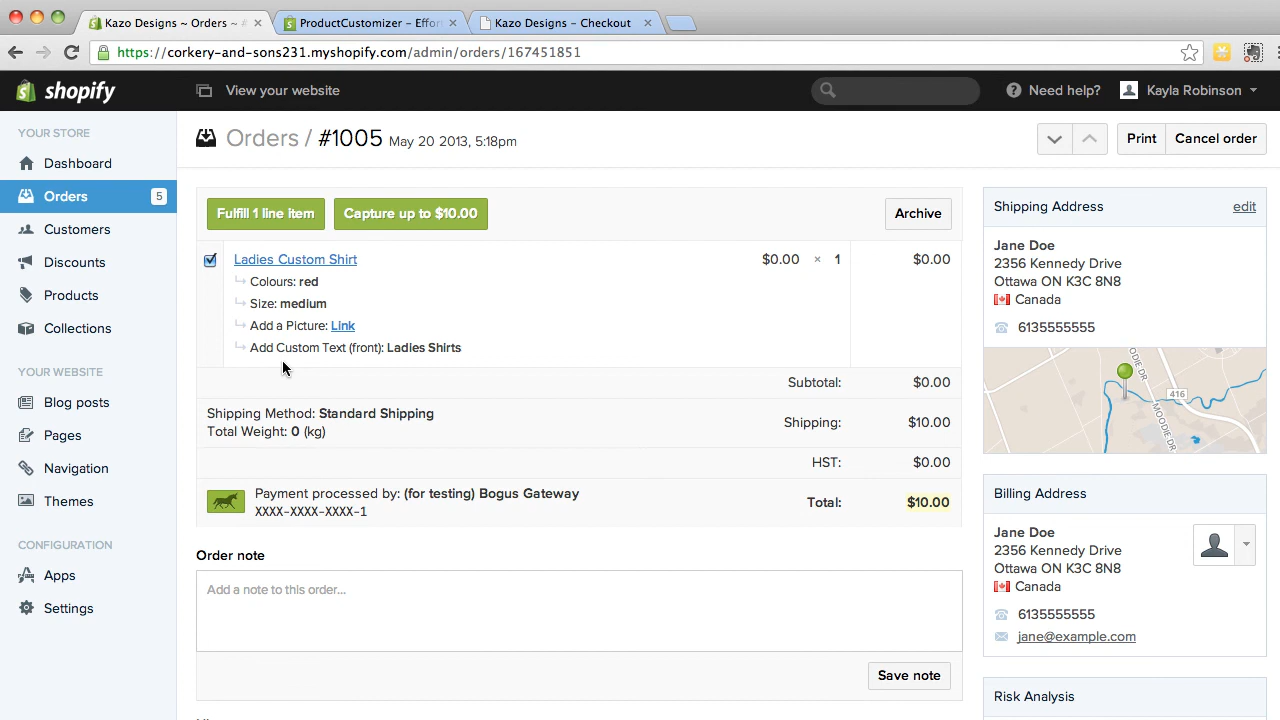 Kazo Designs ~ Orders ~ #
ProductCustomizer – Effor
Kazo Designs – Checkout
https://corkery-and-sons231.myshopify.com/admin/orders/167451851
shopify
View your website
Need help?
Kayla Robinson
YOUR STORE
Dashboard
Orders 5
Customers
Discounts
Products
Collections
YOUR WEBSITE
Blog posts
Pages
Navigation
Themes
CONFIGURATION
Apps
Settings
Orders / #1005 May 20 2013, 5:18pm
Print
Cancel order
Fulfill 1 line item
Capture up to $10.00
Archive
Ladies Custom Shirt $0.00 × 1 $0.00
Colours: red
Size: medium
Add a Picture: Link
Add Custom Text (front): Ladies Shirts
Subtotal: $0.00
Shipping Method: Standard Shipping
Total Weight: 0 (kg)
Shipping: $10.00
HST: $0.00
Payment processed by: (for testing) Bogus Gateway
XXXX-XXXX-XXXX-1
Total: $10.00
Order note
Add a note to this order...
Save note
Shipping Address edit
Jane Doe
2356 Kennedy Drive
Ottawa ON K3C 8N8
Canada
6135555555
MOODIE DR
416
MOODIE DR
Billing Address
Jane Doe
2356 Kennedy Drive
Ottawa ON K3C 8N8
Canada
6135555555
jane@example.com
Risk Analysis